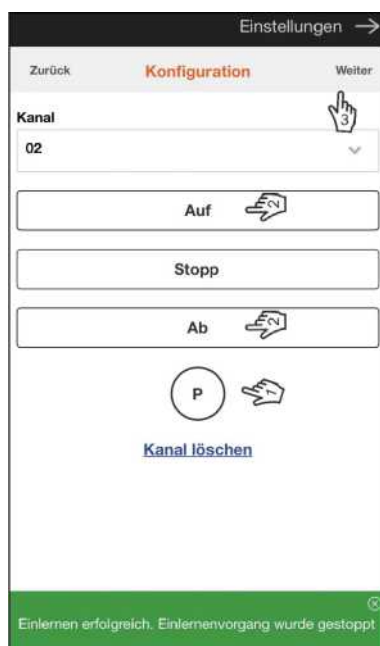 Einstellungen →
Zurück Konfiguration Weiter
3
Kanal
02
Auf 2
Stopp
Ab 2
P 1
Kanal löschen
Einlernen erfolgreich. Einlernenvorgang wurde gestoppt